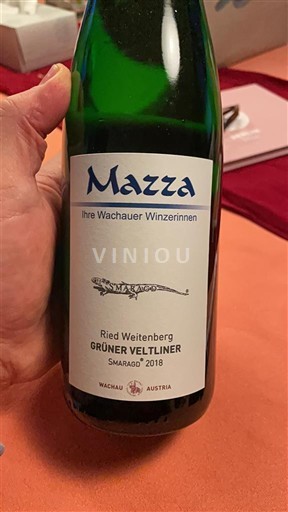 Mazza
Ihre Wachauer Winzerinnen
VINIOU
SMARAGD ®
Ried Weitenberg
GRÜNER VELTLINER
SMARAGD® 2018
WACHAU AUSTRIA